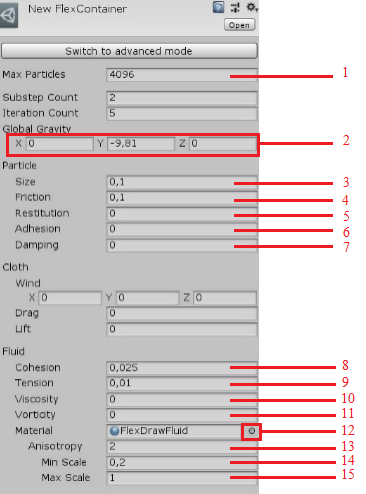 New FlexContainer
Open
Switch to advanced mode
Max Particles 4096 1
Substep Count 2
Iteration Count 5
Global Gravity
X 0 Y -9,81 Z 0 2
Particle
Size 0,1 3
Friction 0,1 4
Restitution 0 5
Adhesion 0 6
Damping 0 7
Cloth
Wind
X 0 Y 0 Z 0
Drag 0
Lift 0
Fluid
Cohesion 0,025 8
Tension 0,01 9
Viscosity 0 10
Vorticity 0 11
Material FlexDrawFluid 12
Anisotropy 2 13
Min Scale 0,2 14
Max Scale 1 15